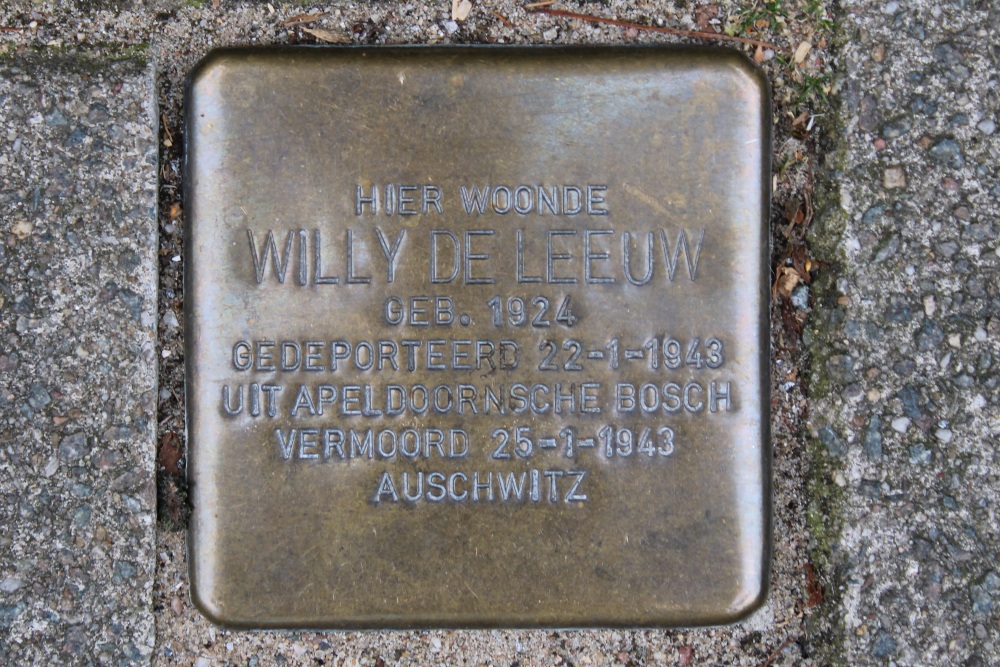 HIER WOONDE
WILLY DE LEEUW
GEB. 1924
GEDEPORTEERD 22-1-1943
UIT APELDOORNSCHE BOSCH
VERMOORD 25-1-1943
AUSCHWITZ